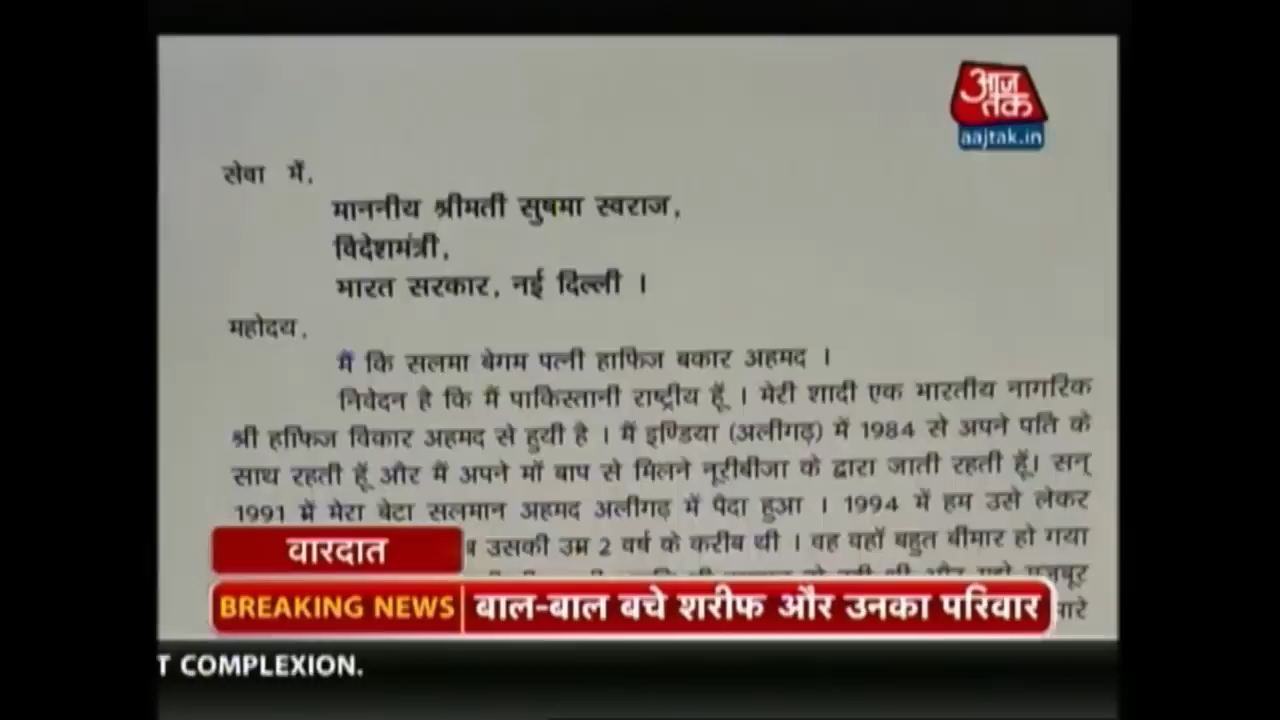 आज
तक
aajtak.in
सेवा में,
माननीय श्रीमती सुषमा स्वराज,
विदेशमंत्री,
भारत सरकार, नई दिल्ली ।
महोदय,
मैं कि सलमा बेगम पत्नी हाफिज बकार अहमद ।
निवेदन है कि मैं पाकिस्तानी राष्ट्रीय हूँ । मेरी शादी एक भारतीय नागरिक
श्री हाफिज विकार अहमद से हुयी है । मैं इण्डिया (अलीगढ़) में 1984 से अपने पति के
साथ रहती हूँ और मैं अपने माँ बाप से मिलने नूरीबीजा के द्वारा जाती रहती हूँ। सन्
1991 में मेरा बेटा सलमान अहमद अलीगढ़ में पैदा हुआ । 1994 में हम उसे लेकर
उसकी उम्र 2 वर्ष के करीब थी । वह वहाँ बहुत बीमार हो गया
वारदात
BREAKING NEWS बाल-बाल बचे शरीफ और उनका परिवार
T COMPLEXION.